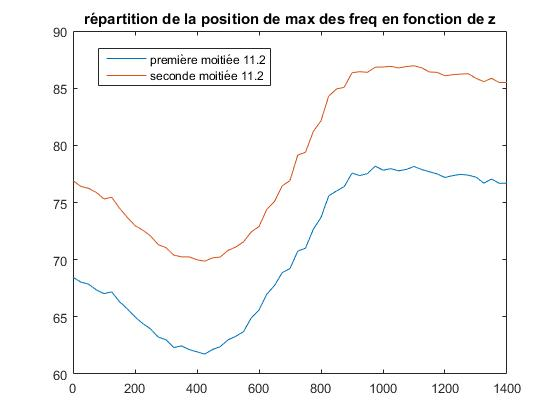 répartition de la position de max des freq en fonction de z
90
première moitiée 11.2
seconde moitiée 11.2
85
80
75
70
65
60
0 200 400 600 800 1000 1200 1400